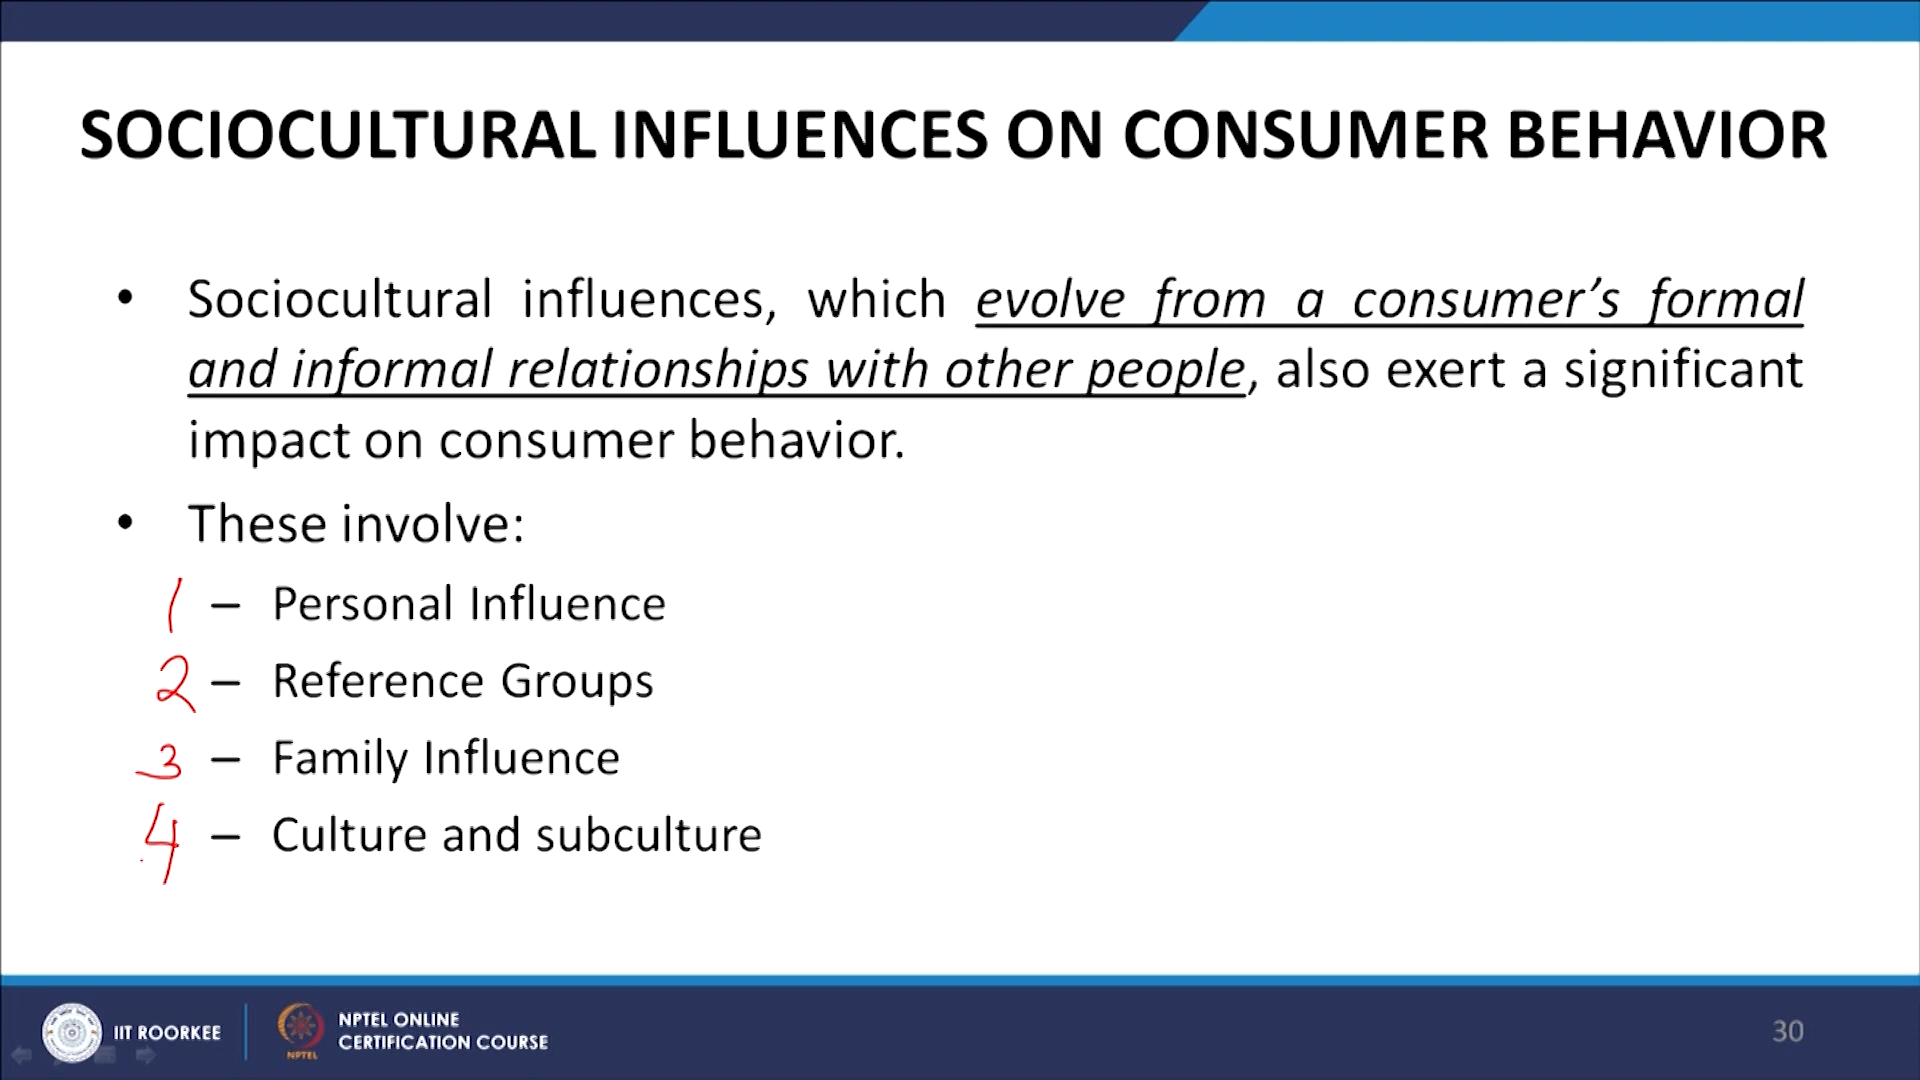 SOCIOCULTURAL INFLUENCES ON CONSUMER BEHAVIOR
• Sociocultural influences, which evolve from a consumer’s formal
and informal relationships with other people, also exert a significant
impact on consumer behavior.
• These involve:
1 – Personal Influence
2 – Reference Groups
3 – Family Influence
4 – Culture and subculture
IIT ROORKEE
NPTEL
NPTEL ONLINE
CERTIFICATION COURSE
30